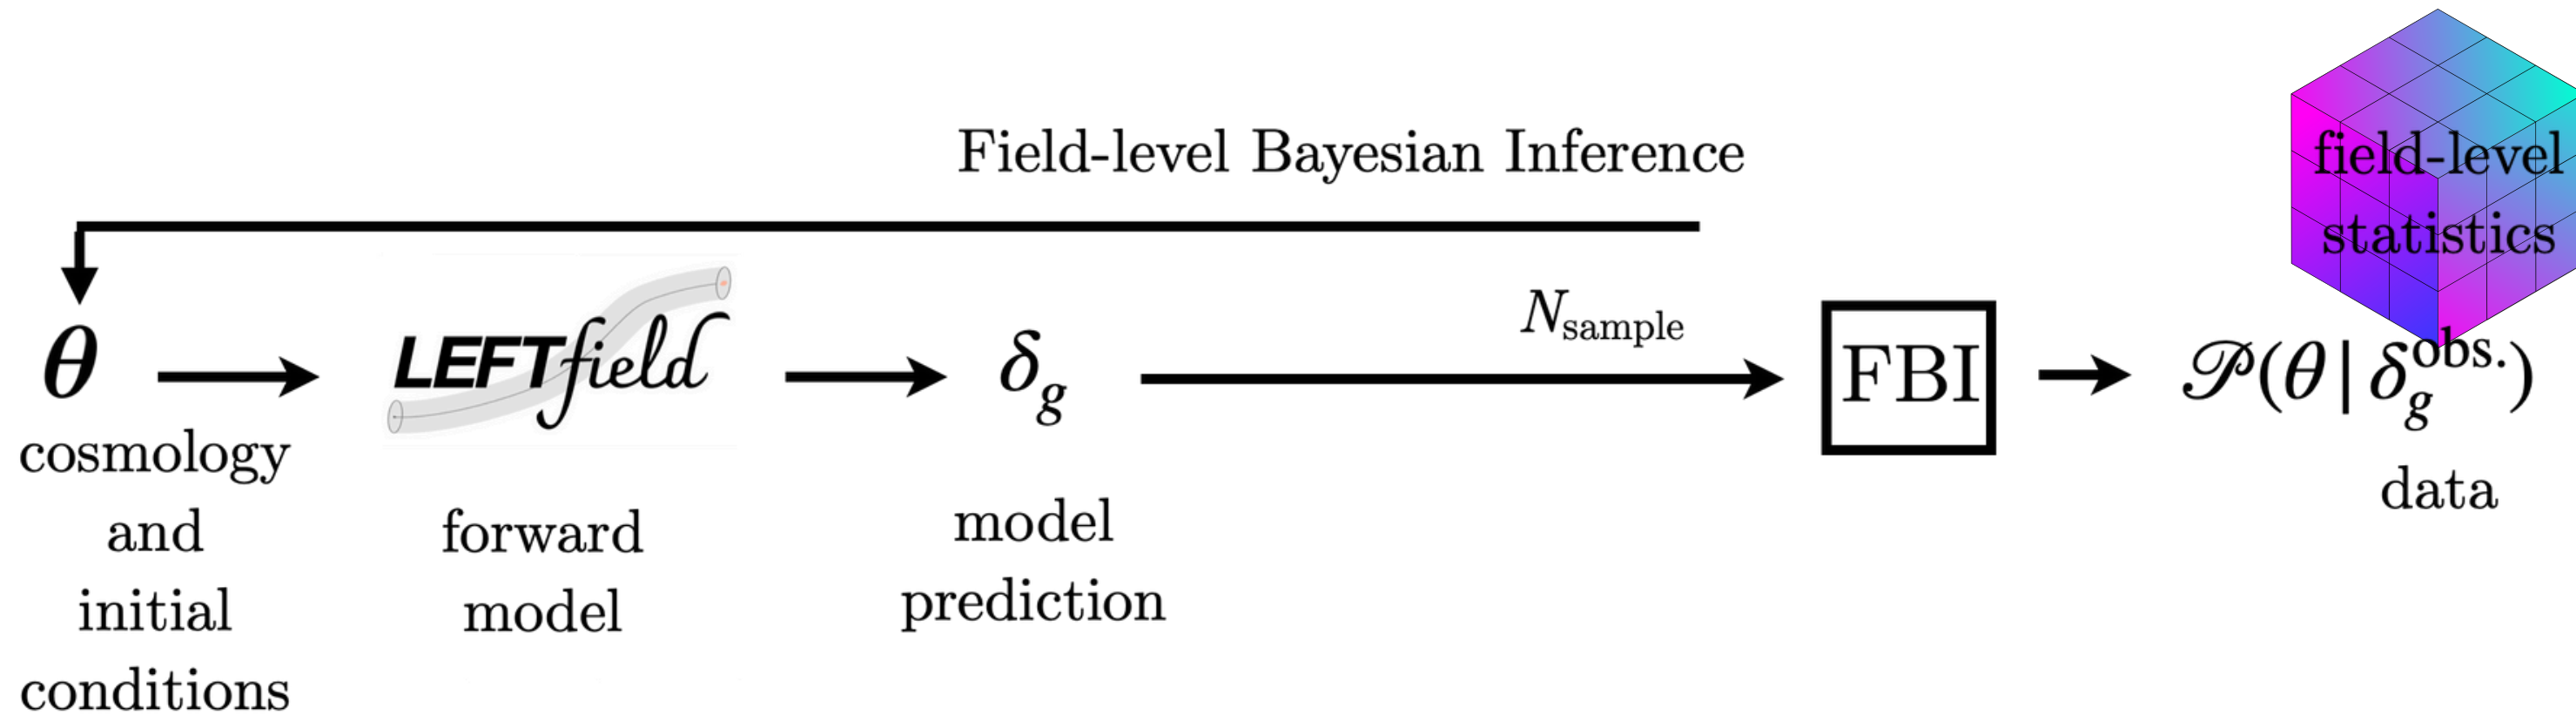 Field-level Bayesian Inference
field-level
statistics
θ
LEFTfield
δ_g
N_sample
FBI
𝒫(θ | δ_g^obs.)
cosmology
and
initial
conditions
forward
model
model
prediction
data